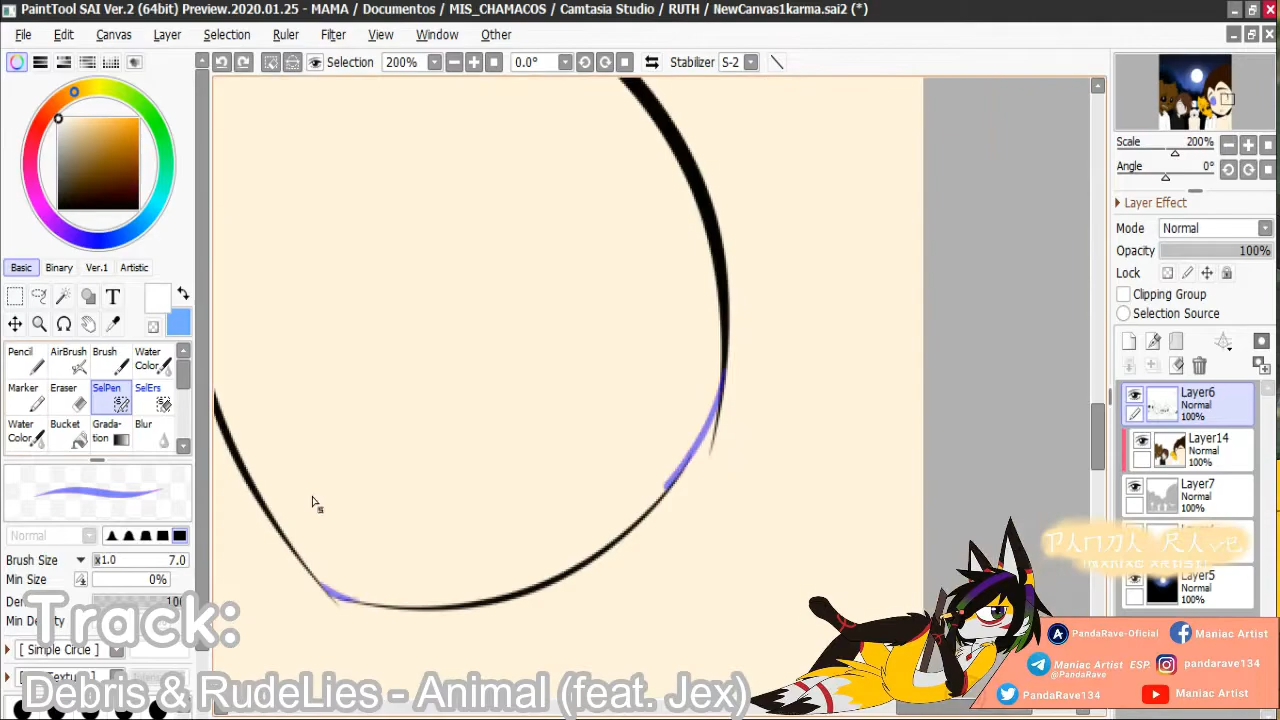 PaintTool SAI Ver.2 (64bit) Preview.2020.01.25 - MAMA / Documentos / MIS_CHAMACOS / Camtasia Studio / RUTH / NewCanvas1karma.sai2 (*)
File Edit Canvas Layer Selection Ruler Filter View Window Other
Selection 200% 0.0° Stabilizer S-2
Scale 200%
Angle 0°
Layer Effect
Mode Normal
Opacity 100%
Lock
Clipping Group
Selection Source
Basic Binary Ver.1 Artistic
T
Pencil AirBrush Brush Water Color
Marker Eraser SelPen SelErs
Water Color Bucket Grada-tion Blur
Normal
Brush Size x1.0 7.0
Min Size 0%
Min
[ Simple Circle ]
Layer6
Normal
100%
Layer14
Normal
100%
Layer7
Normal
100%
Layer5
Normal
100%
MANIAC ARTIST
Track:
Debris & RudeLies - Animal (feat. Jex)
PandaRave-Oficial Maniac Artist
Maniac Artist ESP. pandarave134
@PandaRave
PandaRave134 Maniac Artist